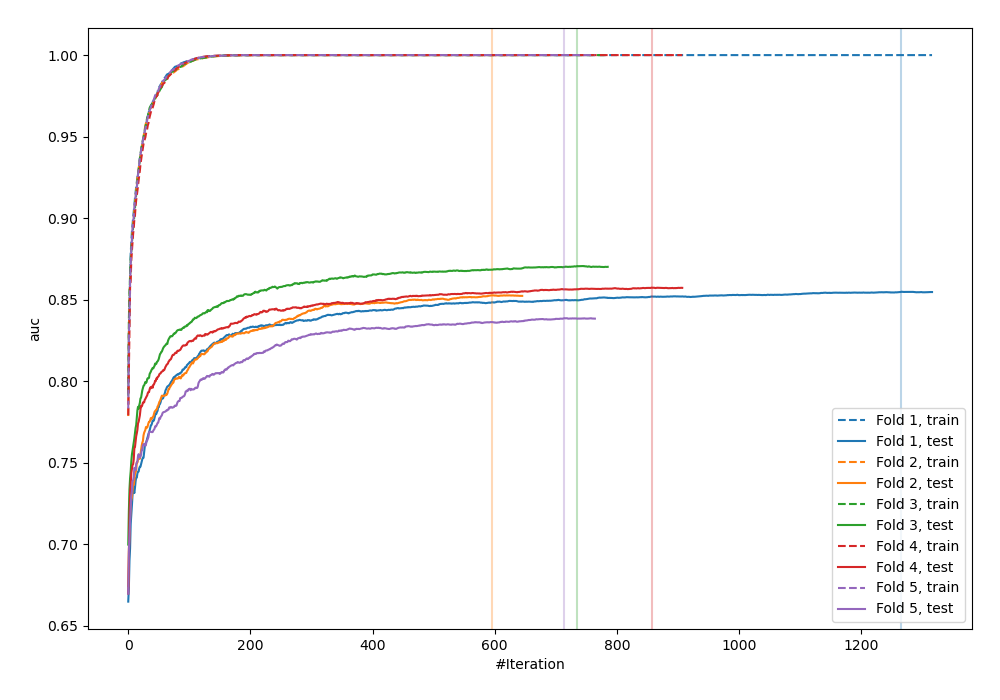 1.00
0.95
0.90
0.85
0.80
0.75
0.70
0.65
auc
0
200
400
600
800
1000
1200
#Iteration
Fold 1, train
Fold 1, test
Fold 2, train
Fold 2, test
Fold 3, train
Fold 3, test
Fold 4, train
Fold 4, test
Fold 5, train
Fold 5, test